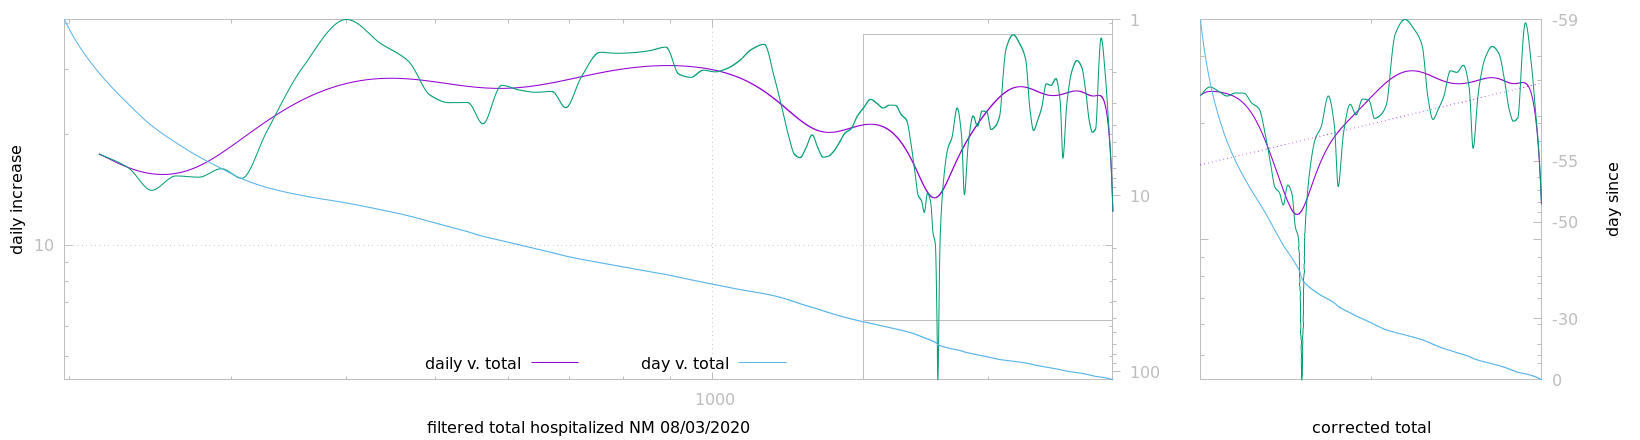 1
-59
daily increase
-55
day since
10
-50
10
-30
daily v. total
day v. total
100
0
1000
filtered total hospitalized NM 08/03/2020
corrected total